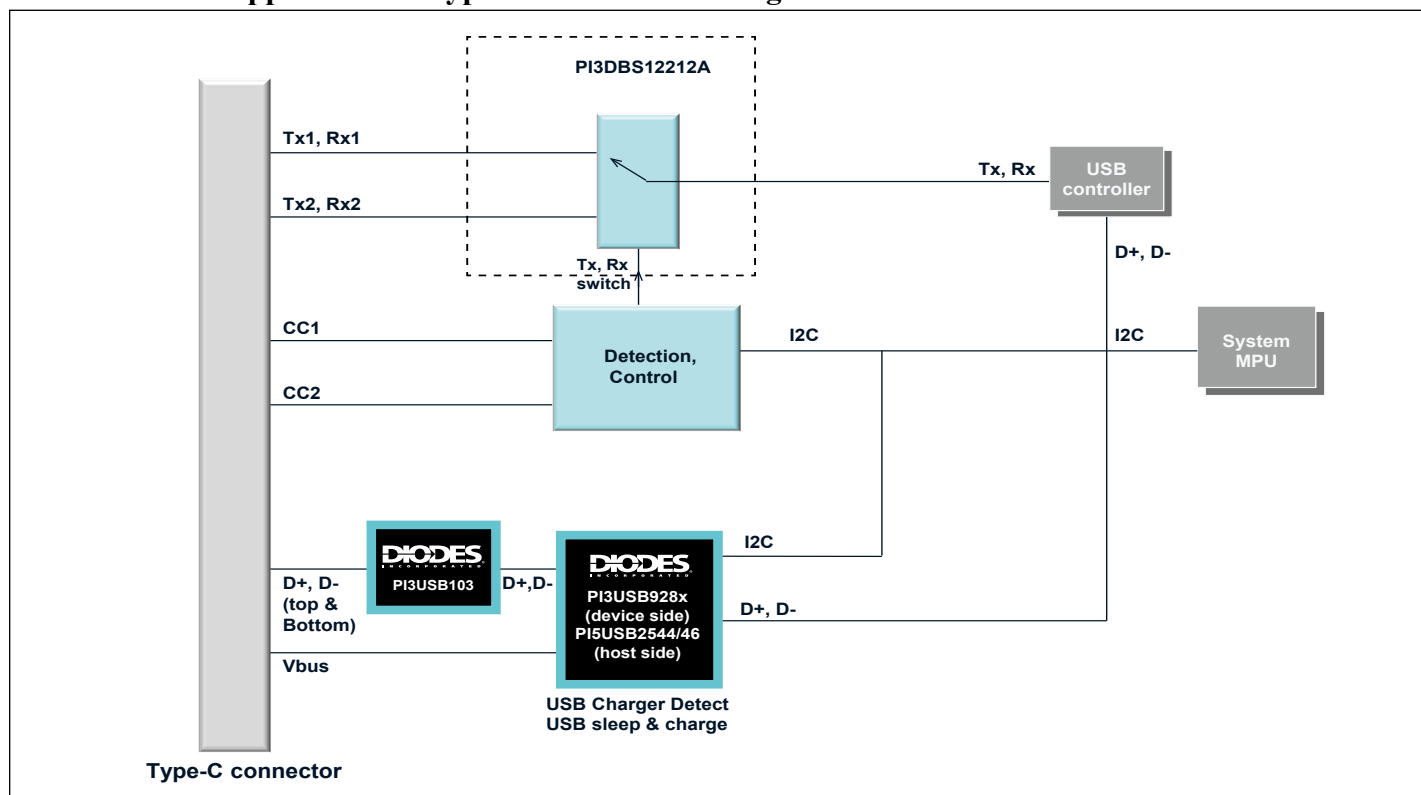 PI3DBS12212A
Tx1, Rx1
Tx2, Rx2
Tx, Rx
USB
controller
D+, D-
Tx, Rx
switch
CC1
CC2
Detection,
Control
I2C
I2C
System
MPU
DIODES
INCORPORATED
PI3USB103
D+, D-
(top &
Bottom)
D+,D-
DIODES
INCORPORATED
PI3USB928x
(device side)
PI5USB2544/46
(host side)
I2C
D+, D-
Vbus
USB Charger Detect
USB sleep & charge
Type-C connector